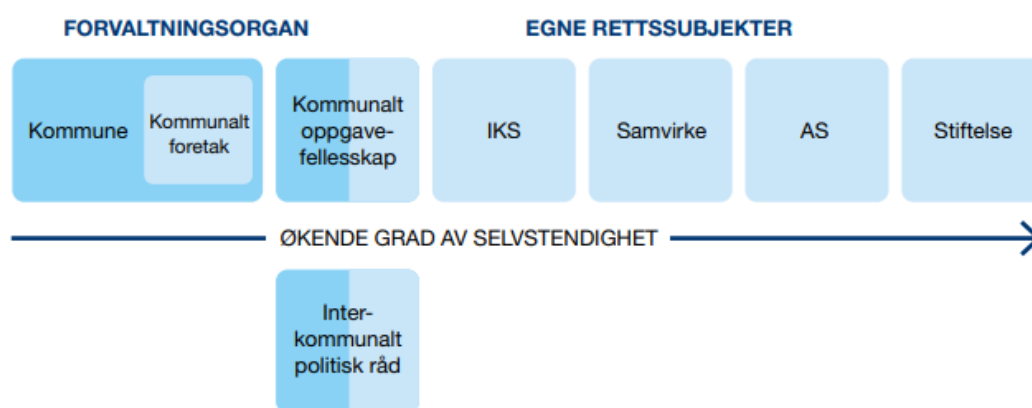 FORVALTNINGSORGAN
EGNE RETTSSUBJEKTER
Kommune
Kommunalt
foretak
Kommunalt
oppgave-
fellesskap
IKS
Samvirke
AS
Stiftelse
ØKENDE GRAD AV SELVSTENDIGHET
Inter-
kommunalt
politisk råd